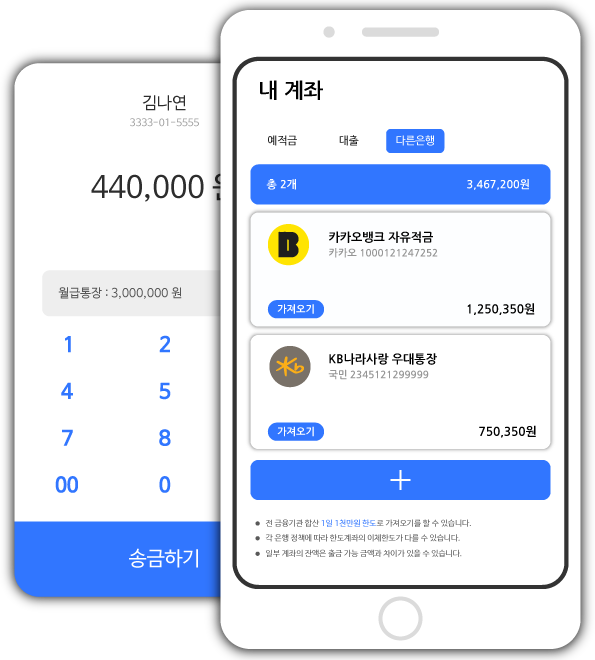 김나연
3333-01-5555
440,000 원
월급통장 : 3,000,000 원
1 2
4 5
7 8
00 0
송금하기
내 계좌
예적금 대출 다른은행
총 2개 3,467,200원
B
카카오뱅크 자유적금
카카오 1000121247252
가져오기 1,250,350원
Kb
KB나라사랑 우대통장
국민 2345121299999
가져오기 750,350원
● 전 금융기관 합산 1일 1천만원 한도로 가져오기를 할 수 있습니다.
● 각 은행 정책에 따라 한도계좌의 이체한도가 다를 수 있습니다.
● 일부 계좌의 잔액은 출금 가능 금액과 차이가 있을 수 있습니다.